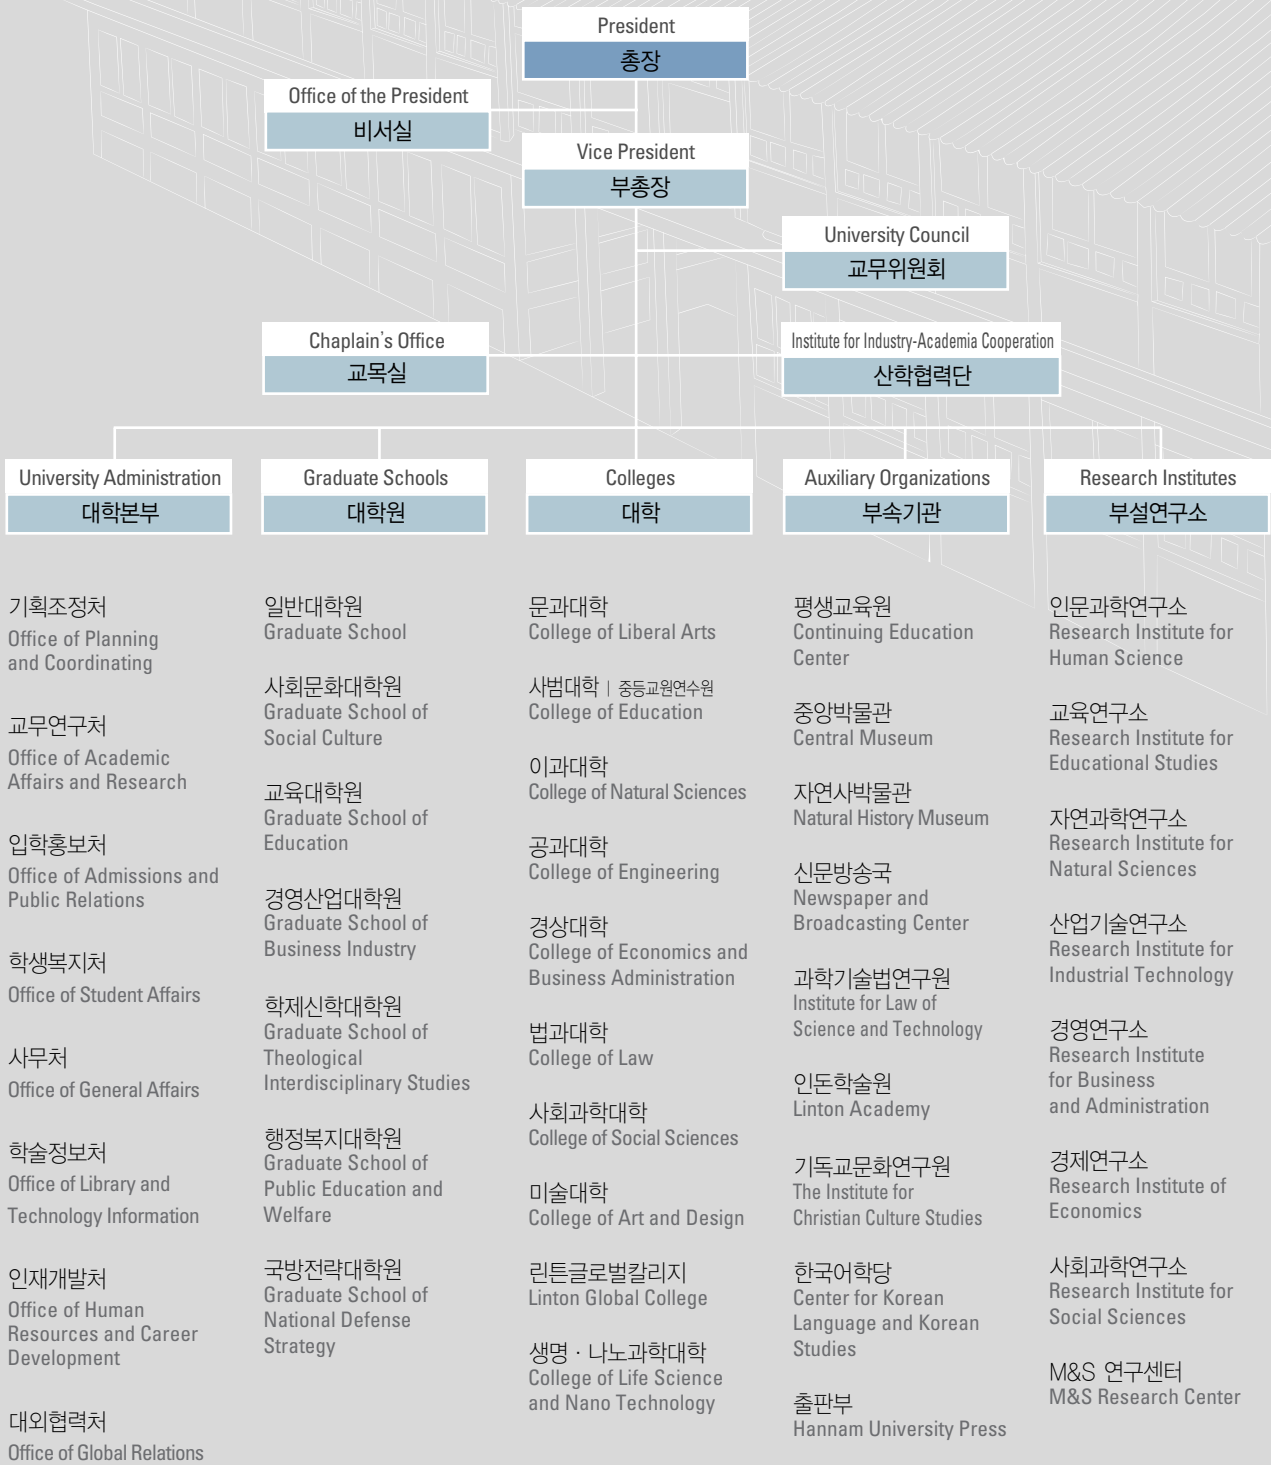 President
총장
Office of the President
비서실
Vice President
부총장
University Council
교무위원회
Chaplain's Office
교목실
Institute for Industry-Academia Cooperation
산학협력단
University Administration
대학본부
Graduate Schools
대학원
Colleges
대학
Auxiliary Organizations
부속기관
Research Institutes
부설연구소
기획조정처
Office of Planning
and Coordinating
교무연구처
Office of Academic
Affairs and Research
입학홍보처
Office of Admissions and
Public Relations
학생복지처
Office of Student Affairs
사무처
Office of General Affairs
학술정보처
Office of Library and
Technology Information
인재개발처
Office of Human
Resources and Career
Development
대외협력처
Office of Global Relations
일반대학원
Graduate School
사회문화대학원
Graduate School of
Social Culture
교육대학원
Graduate School of
Education
경영산업대학원
Graduate School of
Business Industry
학제신학대학원
Graduate School of
Theological
Interdisciplinary Studies
행정복지대학원
Graduate School of
Public Education and
Welfare
국방전략대학원
Graduate School of
National Defense
Strategy
문과대학
College of Liberal Arts
사범대학 | 중등교원연수원
College of Education
이과대학
College of Natural Sciences
공과대학
College of Engineering
경상대학
College of Economics and
Business Administration
법과대학
College of Law
사회과학대학
College of Social Sciences
미술대학
College of Art and Design
린튼글로벌칼리지
Linton Global College
생명 · 나노과학대학
College of Life Science
and Nano Technology
평생교육원
Continuing Education
Center
중앙박물관
Central Museum
자연사박물관
Natural History Museum
신문방송국
Newspaper and
Broadcasting Center
과학기술법연구원
Institute for Law of
Science and Technology
인돈학술원
Linton Academy
기독교문화연구원
The Institute for
Christian Culture Studies
한국어학당
Center for Korean
Language and Korean
Studies
출판부
Hannam University Press
인문과학연구소
Research Institute for
Human Science
교육연구소
Research Institute for
Educational Studies
자연과학연구소
Research Institute for
Natural Sciences
산업기술연구소
Research Institute for
Industrial Technology
경영연구소
Research Institute
for Business
and Administration
경제연구소
Research Institute of
Economics
사회과학연구소
Research Institute for
Social Sciences
M&S 연구센터
M&S Research Center